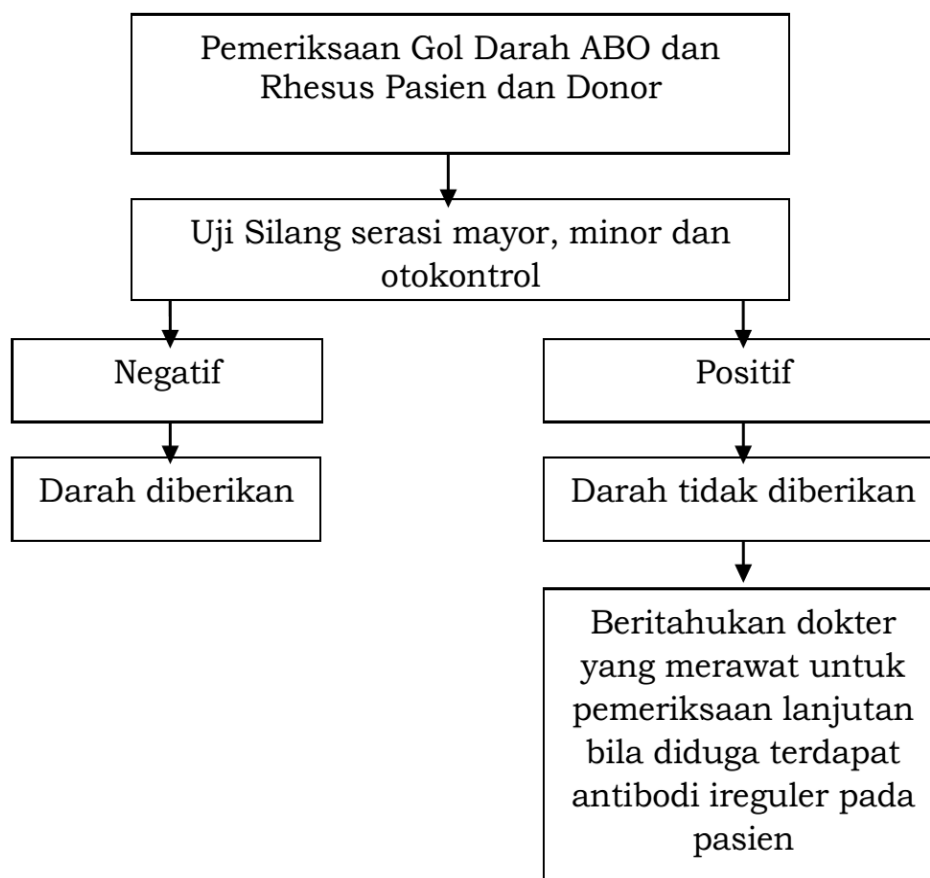 Pemeriksaan Gol Darah ABO dan
Rhesus Pasien dan Donor
Uji Silang serasi mayor, minor dan
otokontrol
Negatif
Positif
Darah diberikan
Darah tidak diberikan
Beritahukan dokter
yang merawat untuk
pemeriksaan lanjutan
bila diduga terdapat
antibodi ireguler pada
pasien